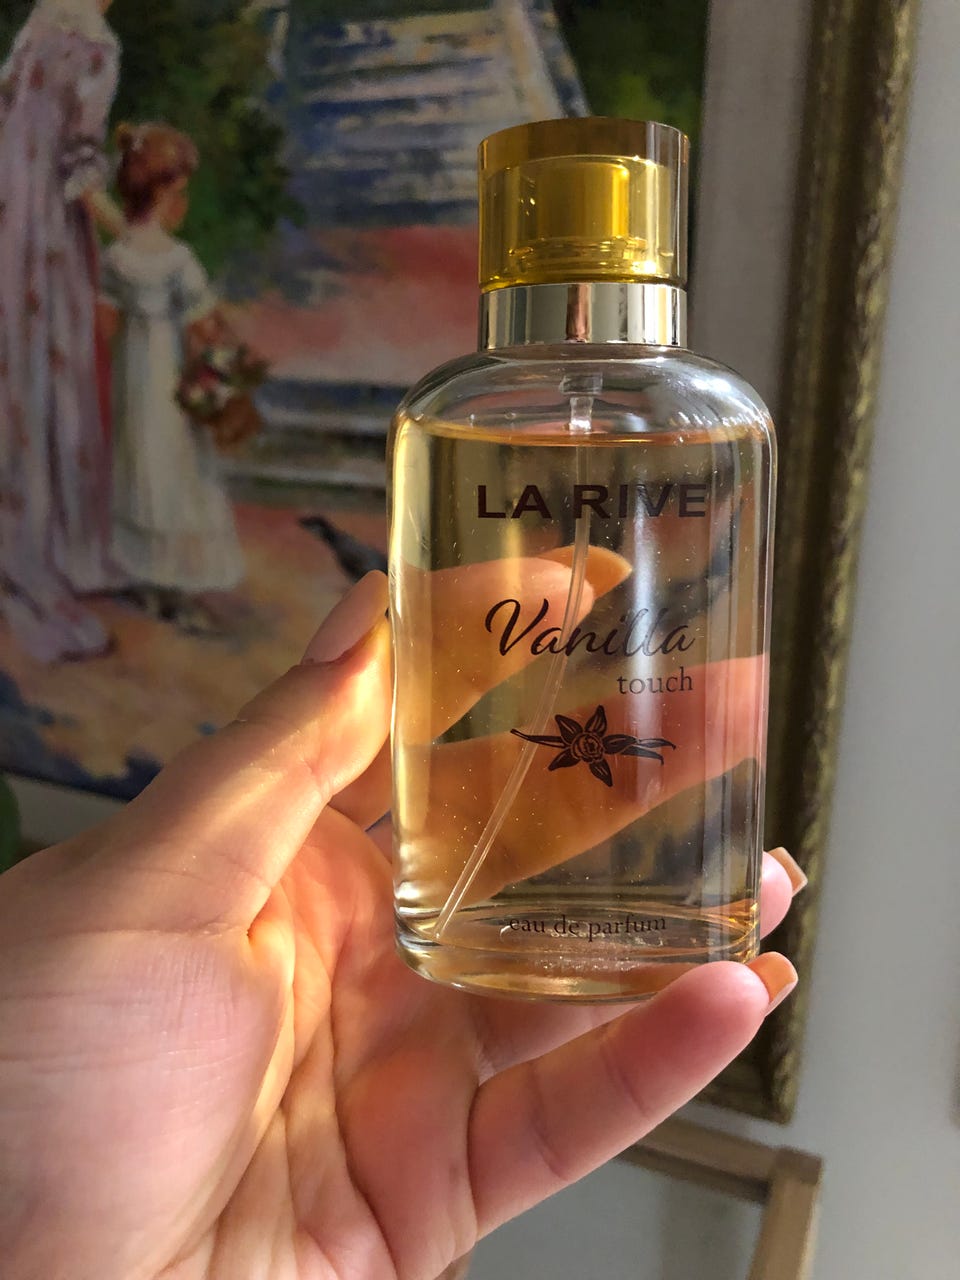 LA RIVE
Vanilla
touch
eau de parfum